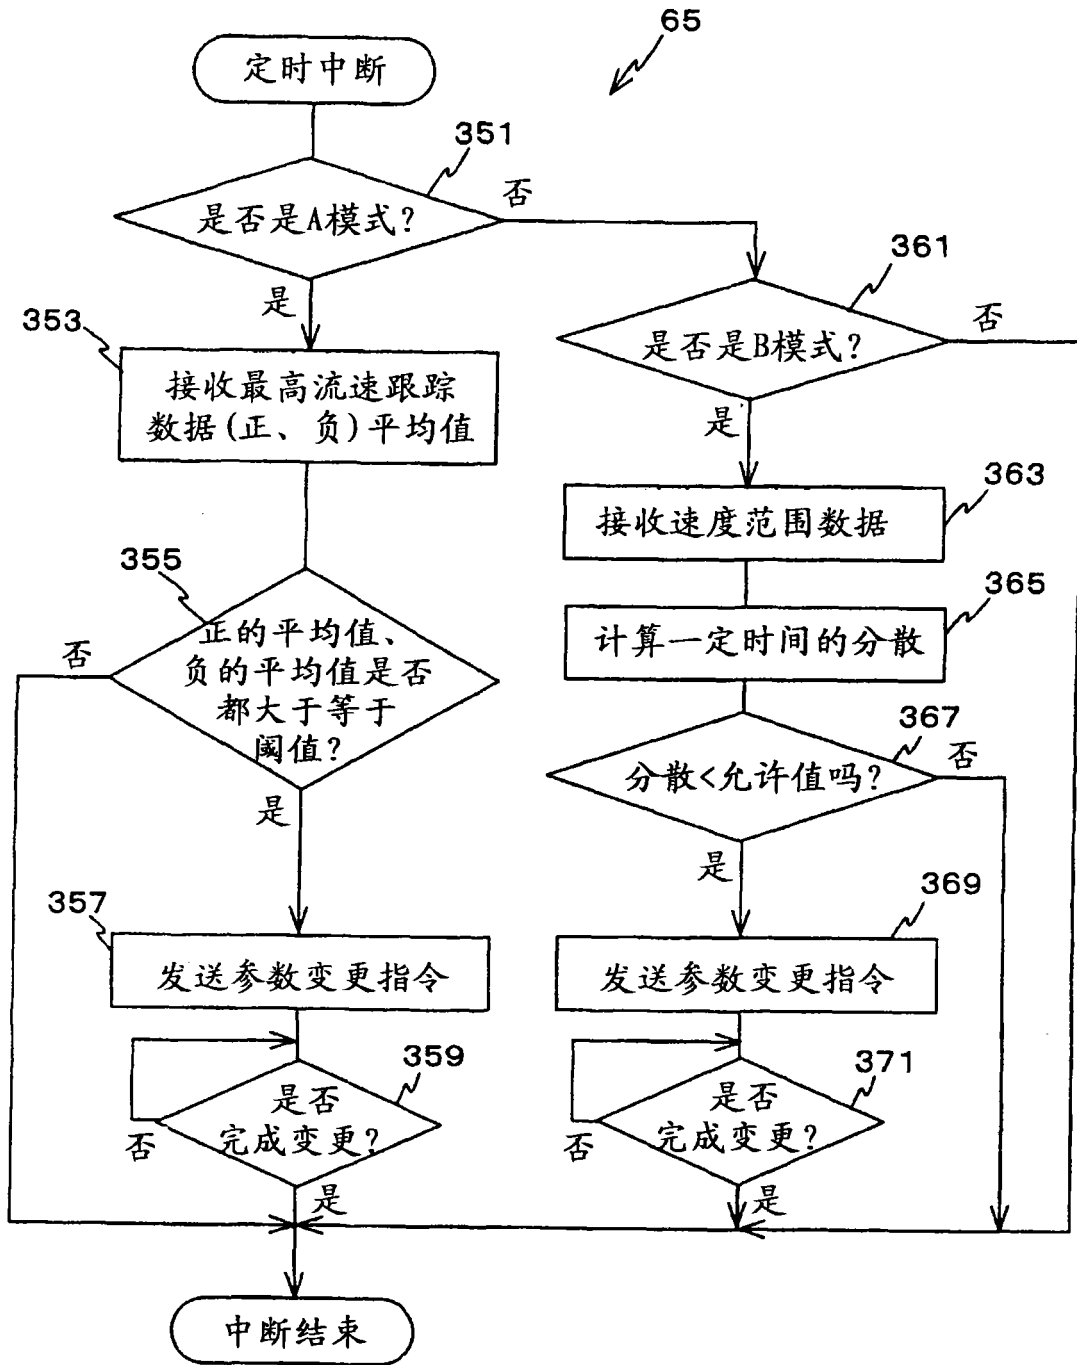 65
定时中断
351
是否是A模式?
否
是
361
是否是B模式?
否
是
353
接收最高流速跟踪
数据(正、负)平均值
363
接收速度范围数据
365
计算一定时间的分散
355
正的平均值、
负的平均值是否
都大于等于
阈值?
否
是
367
分散<允许值吗?
否
是
357
发送参数变更指令
369
发送参数变更指令
359
是否
完成变更?
否
是
371
是否
完成变更?
否
是
中断结束